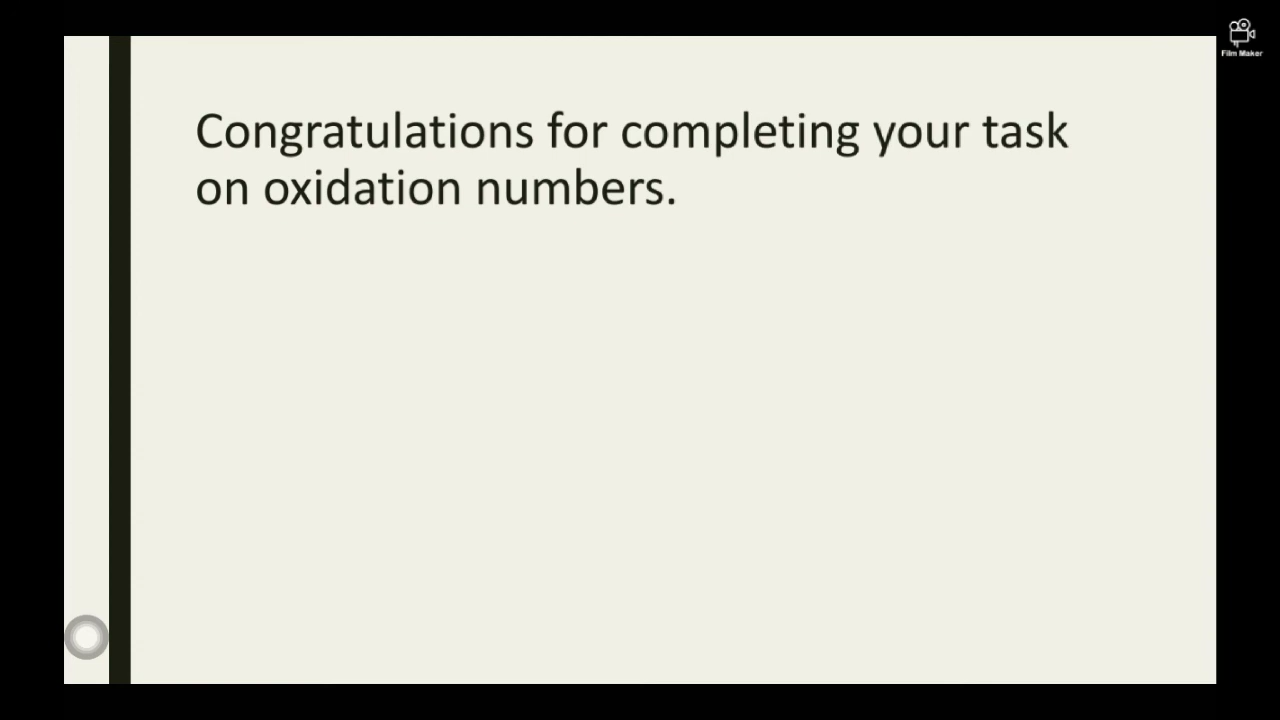 Film Maker
Congratulations for completing your task
on oxidation numbers.